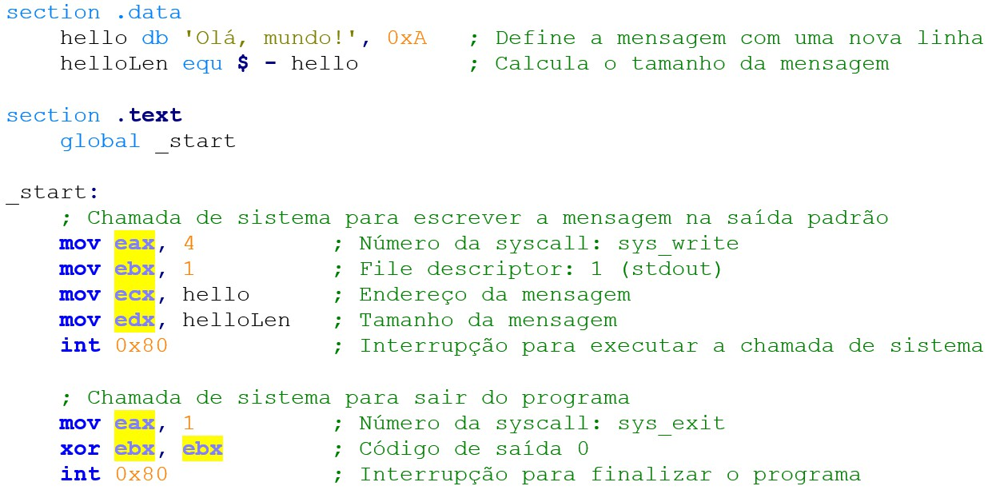 section .data
    hello db 'Olá, mundo!', 0xA   ; Define a mensagem com uma nova linha
    helloLen equ $ - hello        ; Calcula o tamanho da mensagem

section .text
    global _start

_start:
    ; Chamada de sistema para escrever a mensagem na saída padrão
    mov eax, 4          ; Número da syscall: sys_write
    mov ebx, 1          ; File descriptor: 1 (stdout)
    mov ecx, hello      ; Endereço da mensagem
    mov edx, helloLen   ; Tamanho da mensagem
    int 0x80            ; Interrupção para executar a chamada de sistema

    ; Chamada de sistema para sair do programa
    mov eax, 1          ; Número da syscall: sys_exit
    xor ebx, ebx        ; Código de saída 0
    int 0x80            ; Interrupção para finalizar o programa